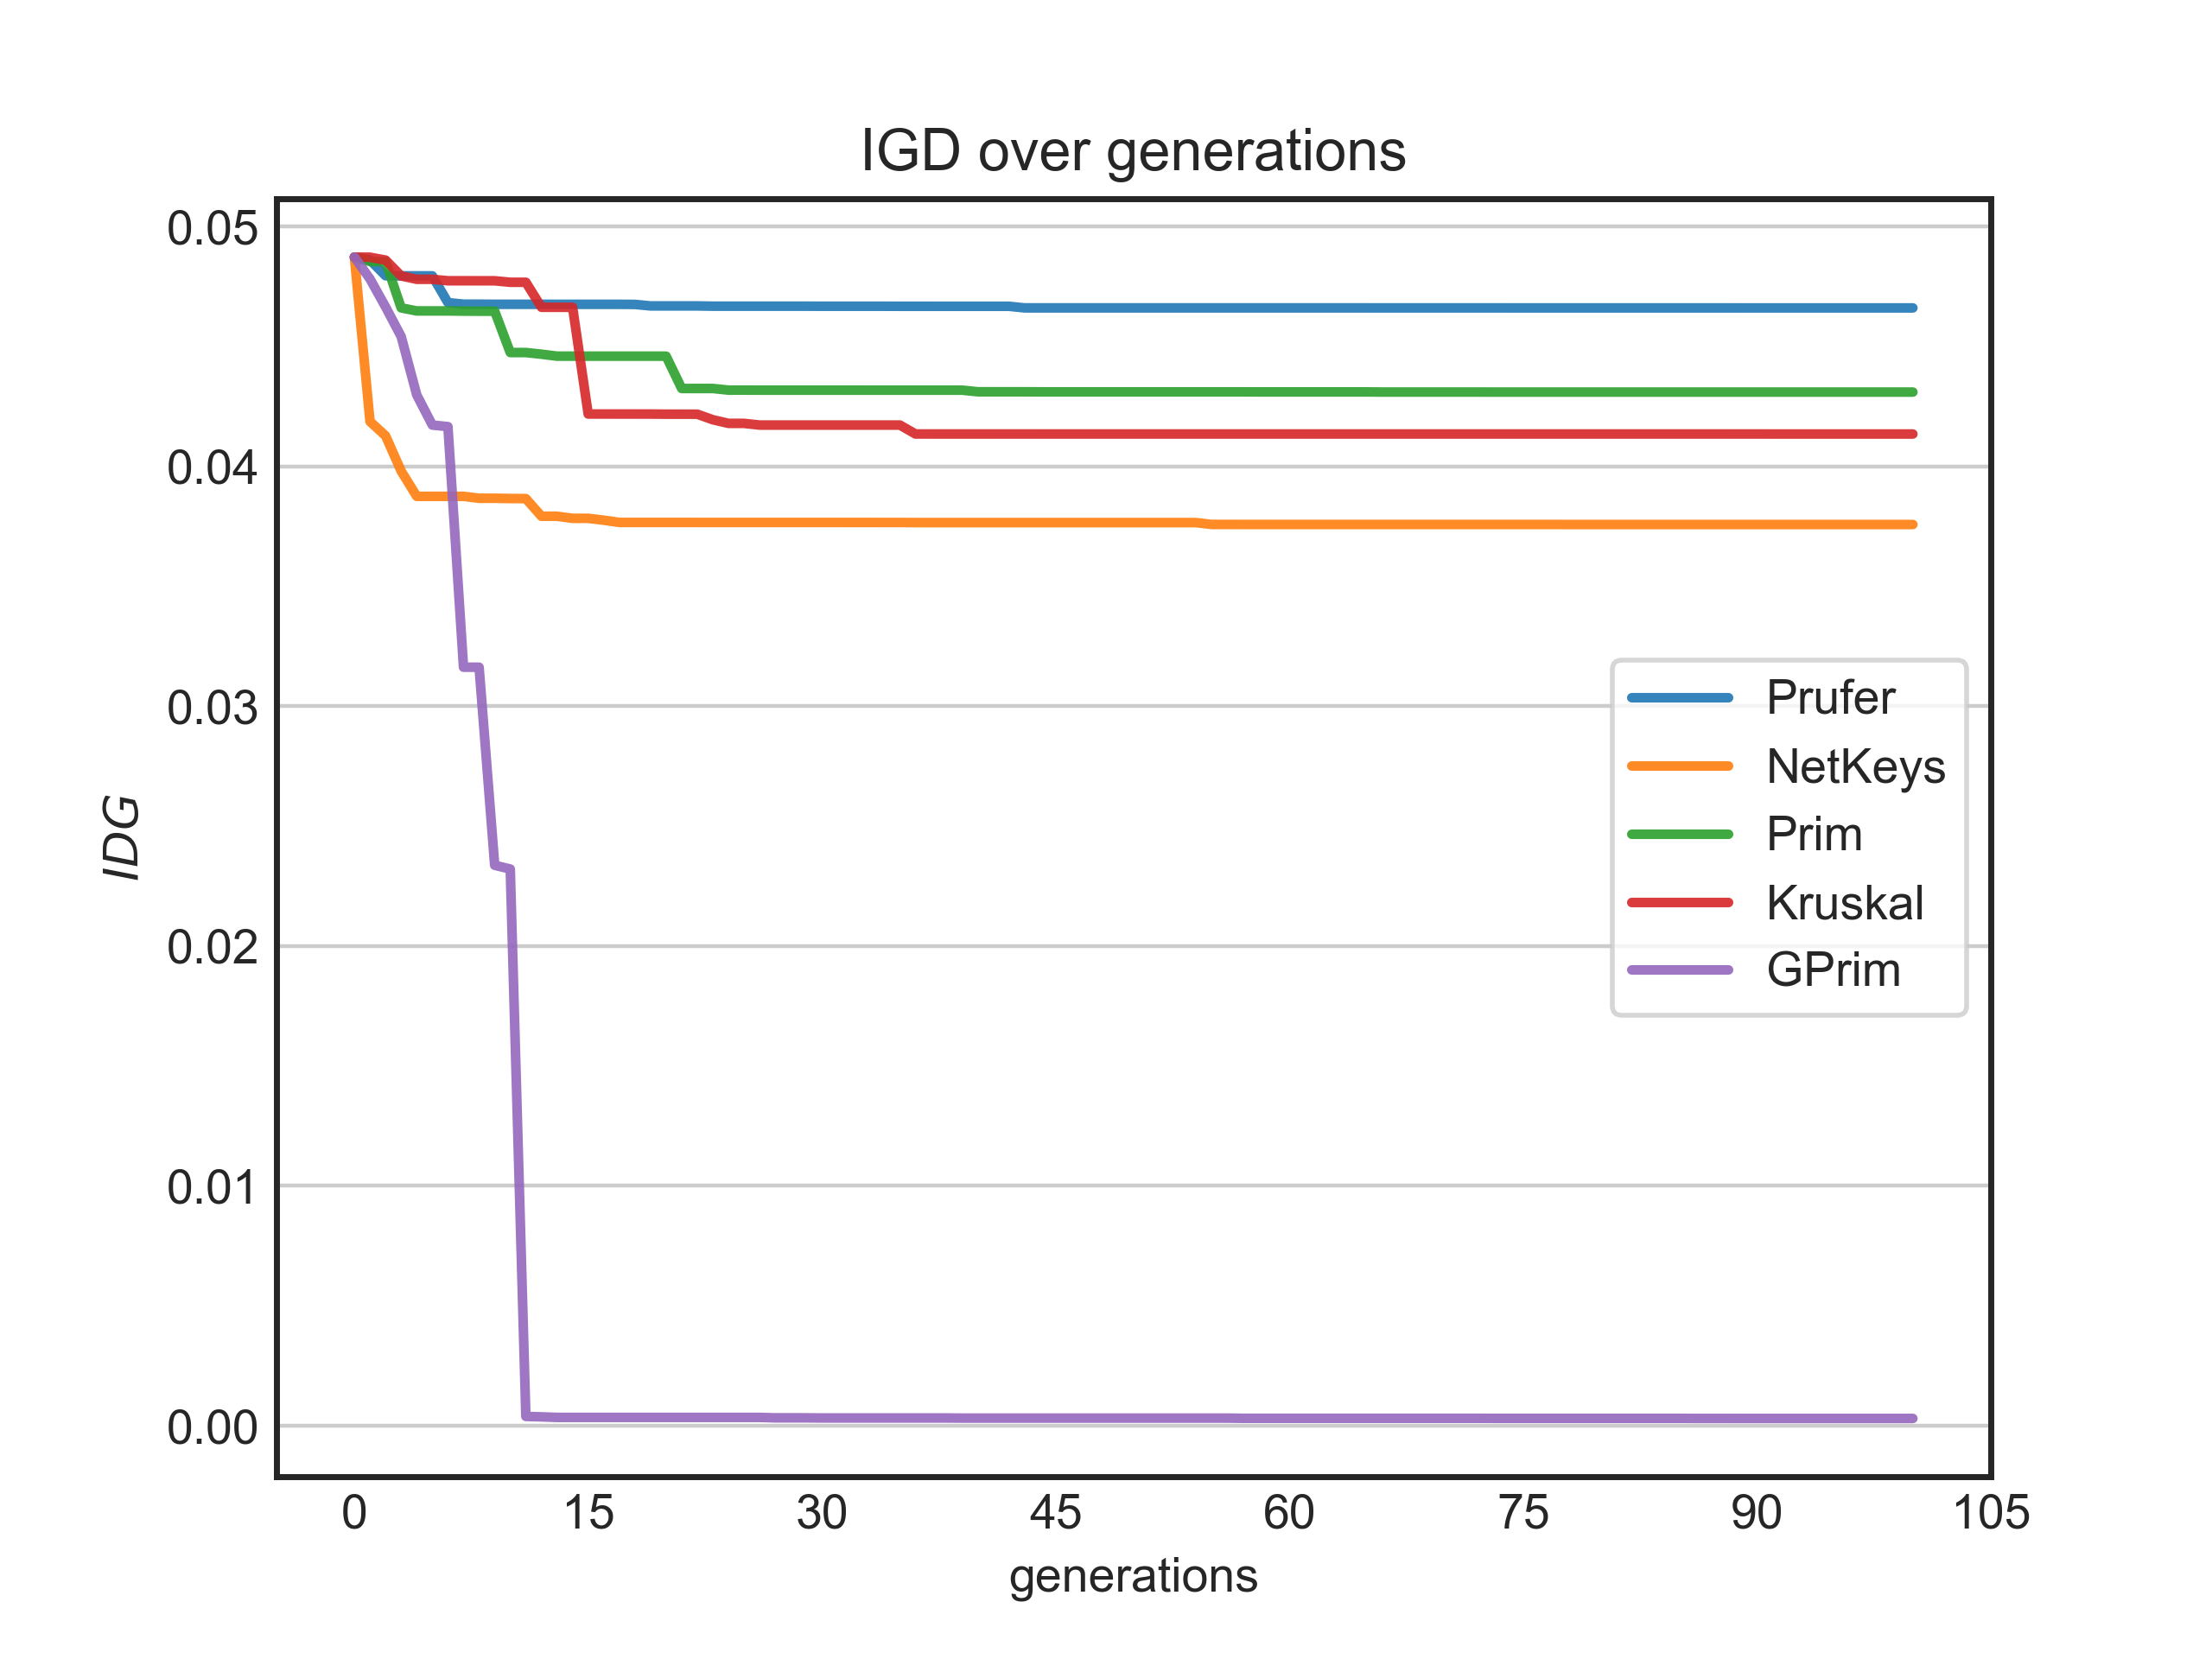 IGD over generations
0.05
0.04
0.03
0.02
0.01
0.00
IDG
Prufer
NetKeys
Prim
Kruskal
GPrim
0 15 30 45 60 75 90 105
generations